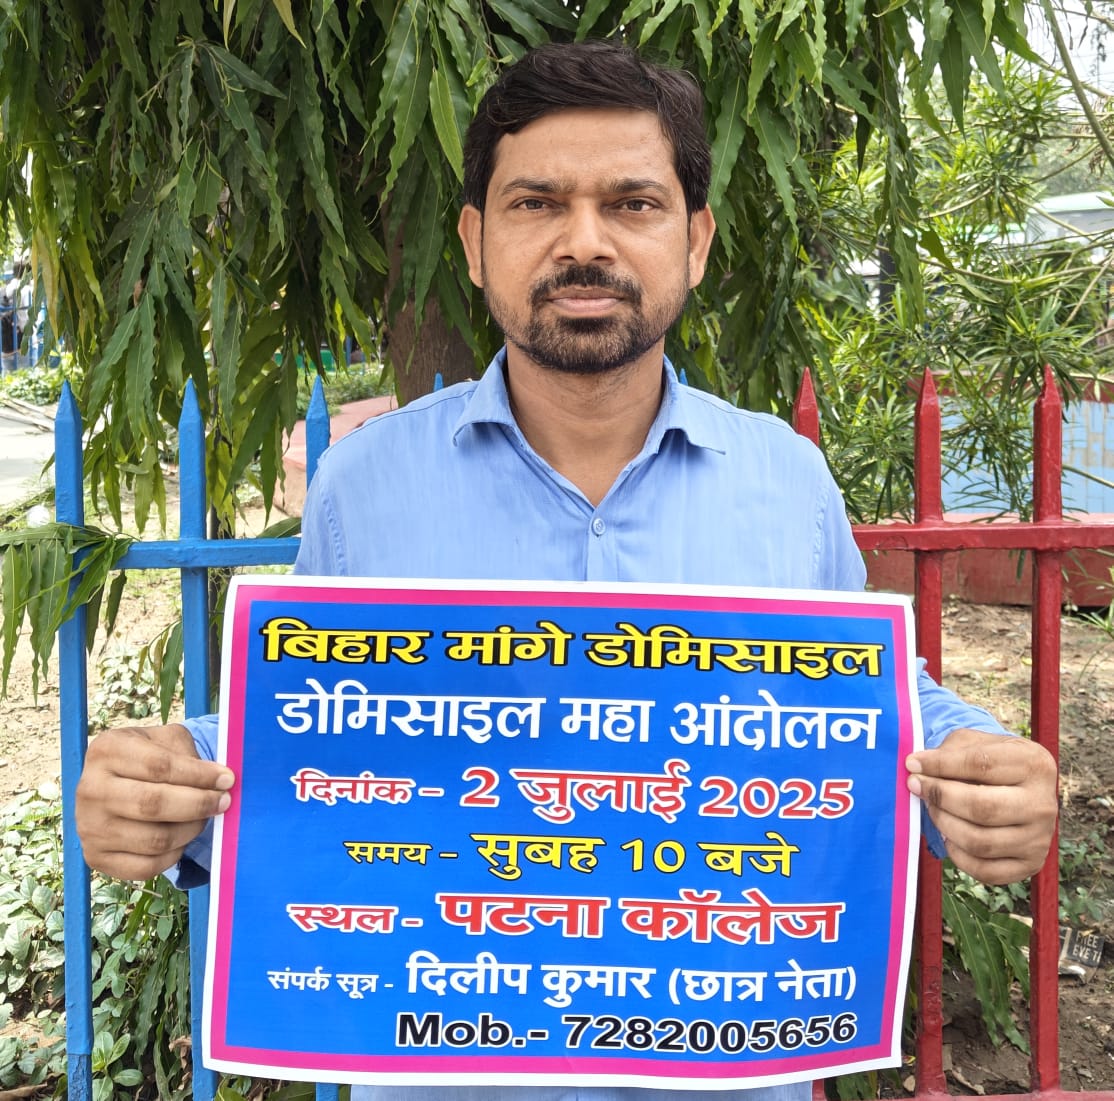 बिहार मांगे डोमिसाइल
डोमिसाइल महा आंदोलन
दिनांक - 2 जुलाई 2025
समय - सुबह 10 बजे
स्थल - पटना कॉलेज
संपर्क सूत्र - दिलीप कुमार (छात्र नेता)
Mob.- 7282005656